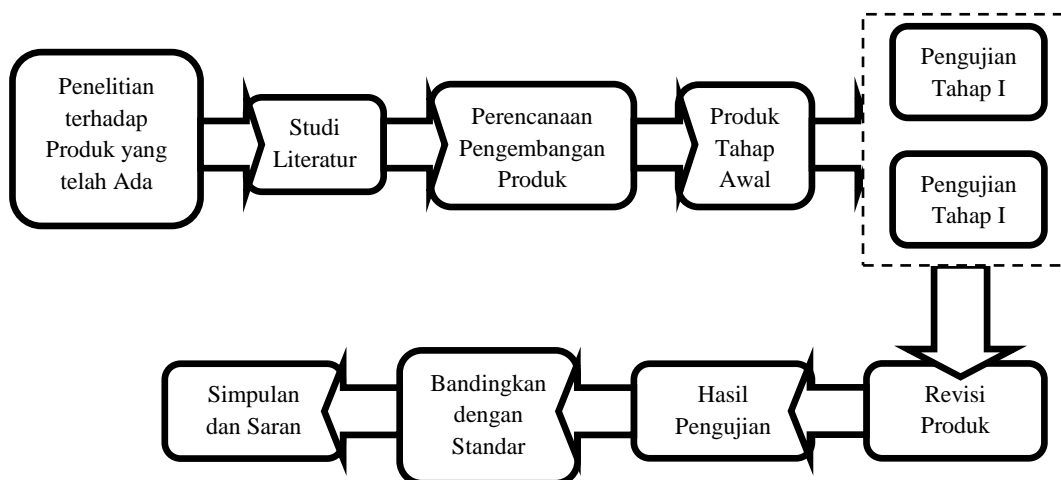 Penelitian
terhadap
Produk yang
telah Ada
Studi
Literatur
Perencanaan
Pengembangan
Produk
Produk
Tahap
Awal
Pengujian
Tahap I
Pengujian
Tahap I
Revisi
Produk
Hasil
Pengujian
Bandingkan
dengan
Standar
Simpulan
dan Saran